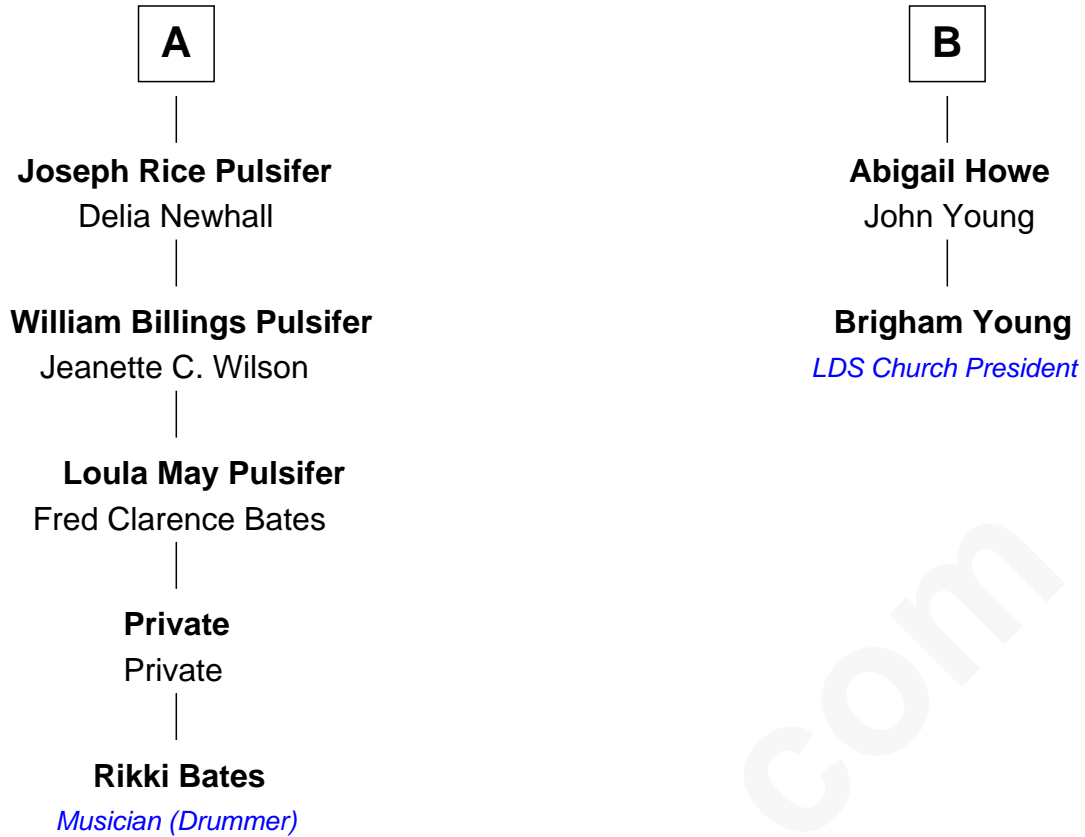 A
Joseph Rice Pulsifer
Delia Newhall
William Billings Pulsifer
Jeanette C. Wilson
Loula May Pulsifer
Fred Clarence Bates
Private
Private
Rikki Bates
Musician (Drummer)
B
Abigail Howe
John Young
Brigham Young
LDS Church President
com